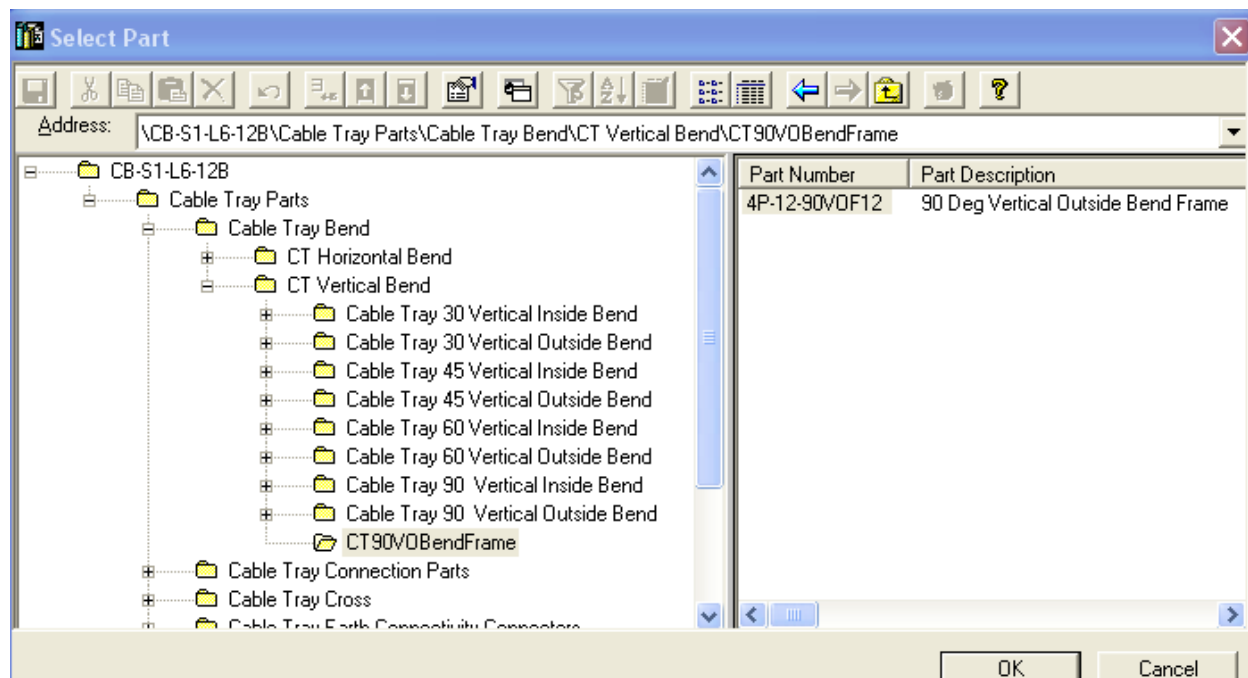 Select Part
Address: \CB-S1-L6-12B\Cable Tray Parts\Cable Tray Bend\CT Vertical Bend\CT90VOBendFrame
CB-S1-L6-12B
Cable Tray Parts
Cable Tray Bend
CT Horizontal Bend
CT Vertical Bend
Cable Tray 30 Vertical Inside Bend
Cable Tray 30 Vertical Outside Bend
Cable Tray 45 Vertical Inside Bend
Cable Tray 45 Vertical Outside Bend
Cable Tray 60 Vertical Inside Bend
Cable Tray 60 Vertical Outside Bend
Cable Tray 90  Vertical Inside Bend
Cable Tray 90  Vertical Outside Bend
CT90VOBendFrame
Cable Tray Connection Parts
Cable Tray Cross
Cable Tray Earth Connectivity Connectors
Part Number Part Description
4P-12-90VOF12 90 Deg Vertical Outside Bend Frame
OK Cancel